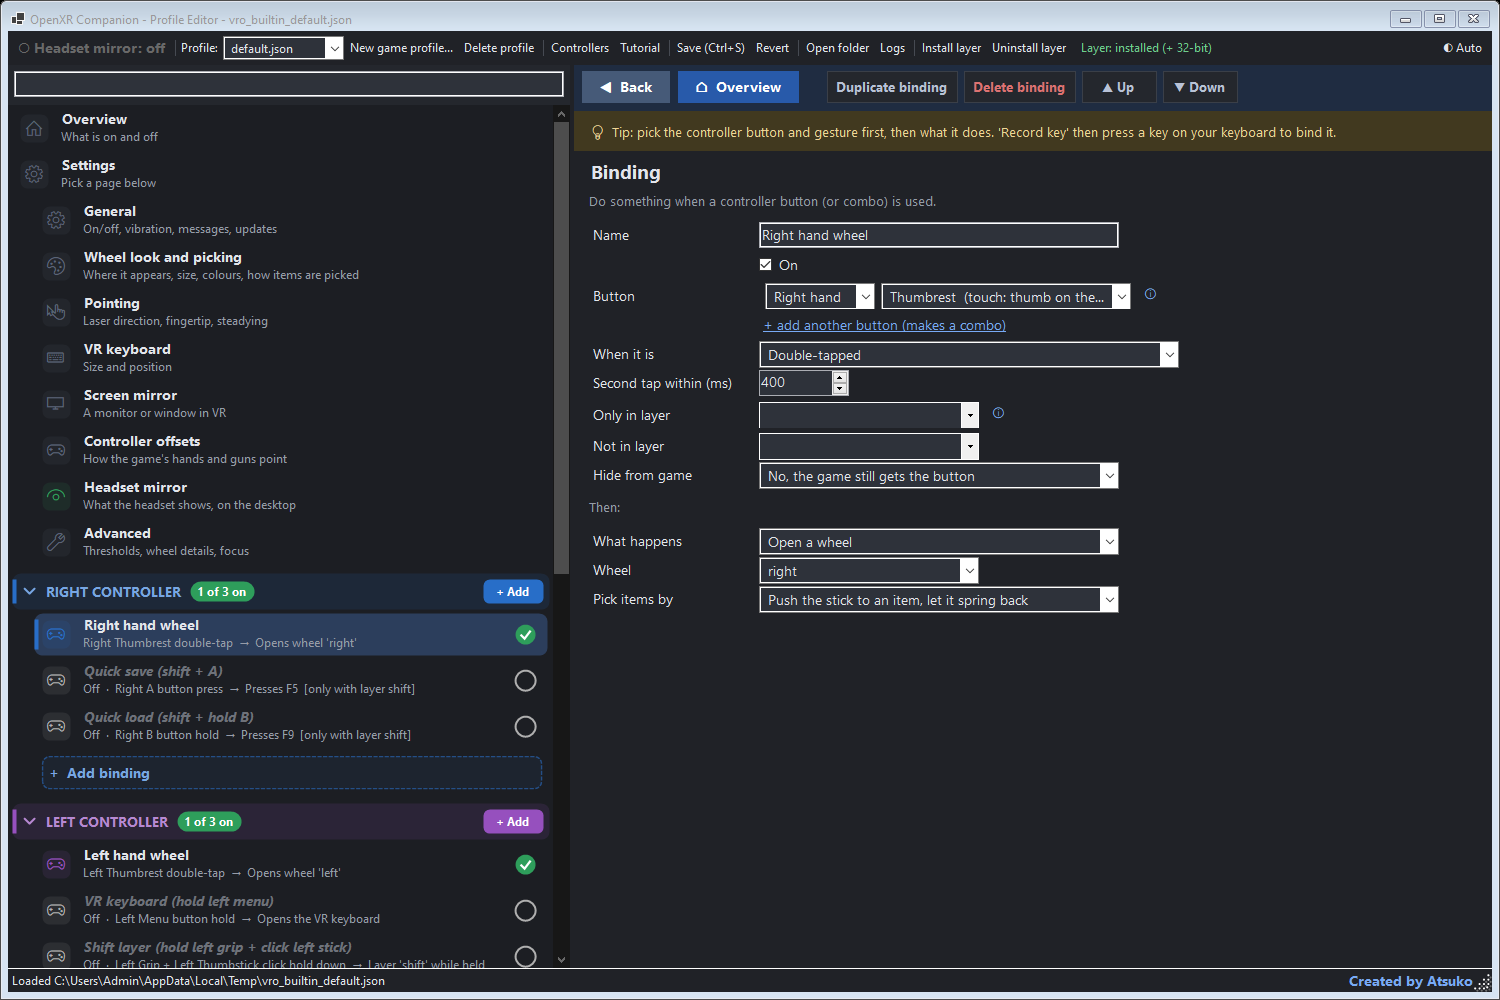 OpenXR Companion - Profile Editor - vro_builtin_default.json
Headset mirror: off
Profile:
default.json
New game profile...
Delete profile
Controllers
Tutorial
Save (Ctrl+S)
Revert
Open folder
Logs
Install layer
Uninstall layer
Layer: installed (+ 32-bit)
Auto
Overview
What is on and off
Settings
Pick a page below
General
On/off, vibration, messages, updates
Wheel look and picking
Where it appears, size, colours, how items are picked
Pointing
Laser direction, fingertip, steadying
VR keyboard
Size and position
Screen mirror
A monitor or window in VR
Controller offsets
How the game's hands and guns point
Headset mirror
What the headset shows, on the desktop
Advanced
Thresholds, wheel details, focus
RIGHT CONTROLLER
1 of 3 on
+ Add
Right hand wheel
Right Thumbrest double-tap → Opens wheel 'right'
Quick save (shift + A)
Off · Right A button press → Presses F5 [only with layer shift]
Quick load (shift + hold B)
Off · Right B button hold → Presses F9 [only with layer shift]
+ Add binding
LEFT CONTROLLER
1 of 3 on
+ Add
Left hand wheel
Left Thumbrest double-tap → Opens wheel 'left'
VR keyboard (hold left menu)
Off · Left Menu button hold → Opens the VR keyboard
Shift layer (hold left grip + click left stick)
Off · Left Grip + Left Thumbstick click hold down → Layer 'shift' while held
Back
Overview
Duplicate binding
Delete binding
Up
Down
Tip: pick the controller button and gesture first, then what it does. 'Record key' then press a key on your keyboard to bind it.
Binding
Do something when a controller button (or combo) is used.
Name
Right hand wheel
On
Button
Right hand
Thumbrest (touch: thumb on the...
+ add another button (makes a combo)
When it is
Double-tapped
Second tap within (ms)
400
Only in layer
Not in layer
Hide from game
No, the game still gets the button
Then:
What happens
Open a wheel
Wheel
right
Pick items by
Push the stick to an item, let it spring back
Loaded C:\Users\Admin\AppData\Local\Temp\vro_builtin_default.json
Created by Atsuko